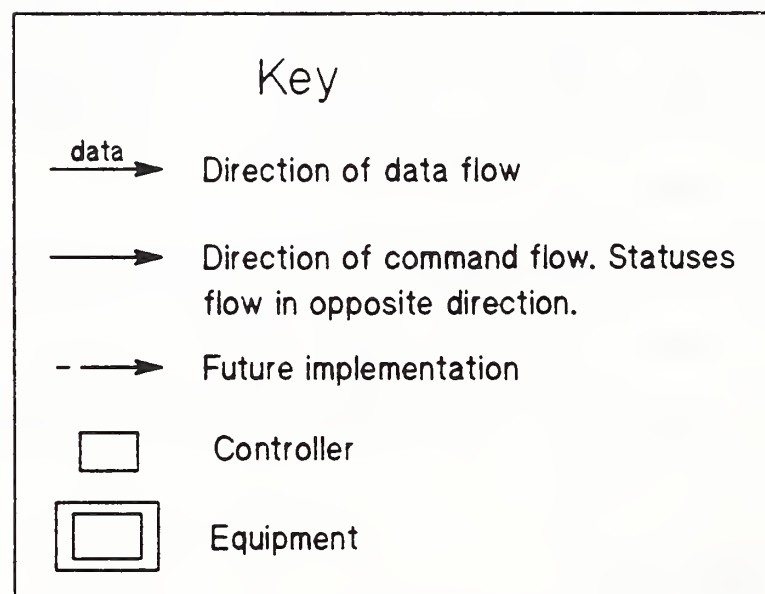 Key
data
Direction of data flow
Direction of command flow. Statuses
flow in opposite direction.
Future implementation
Controller
Equipment